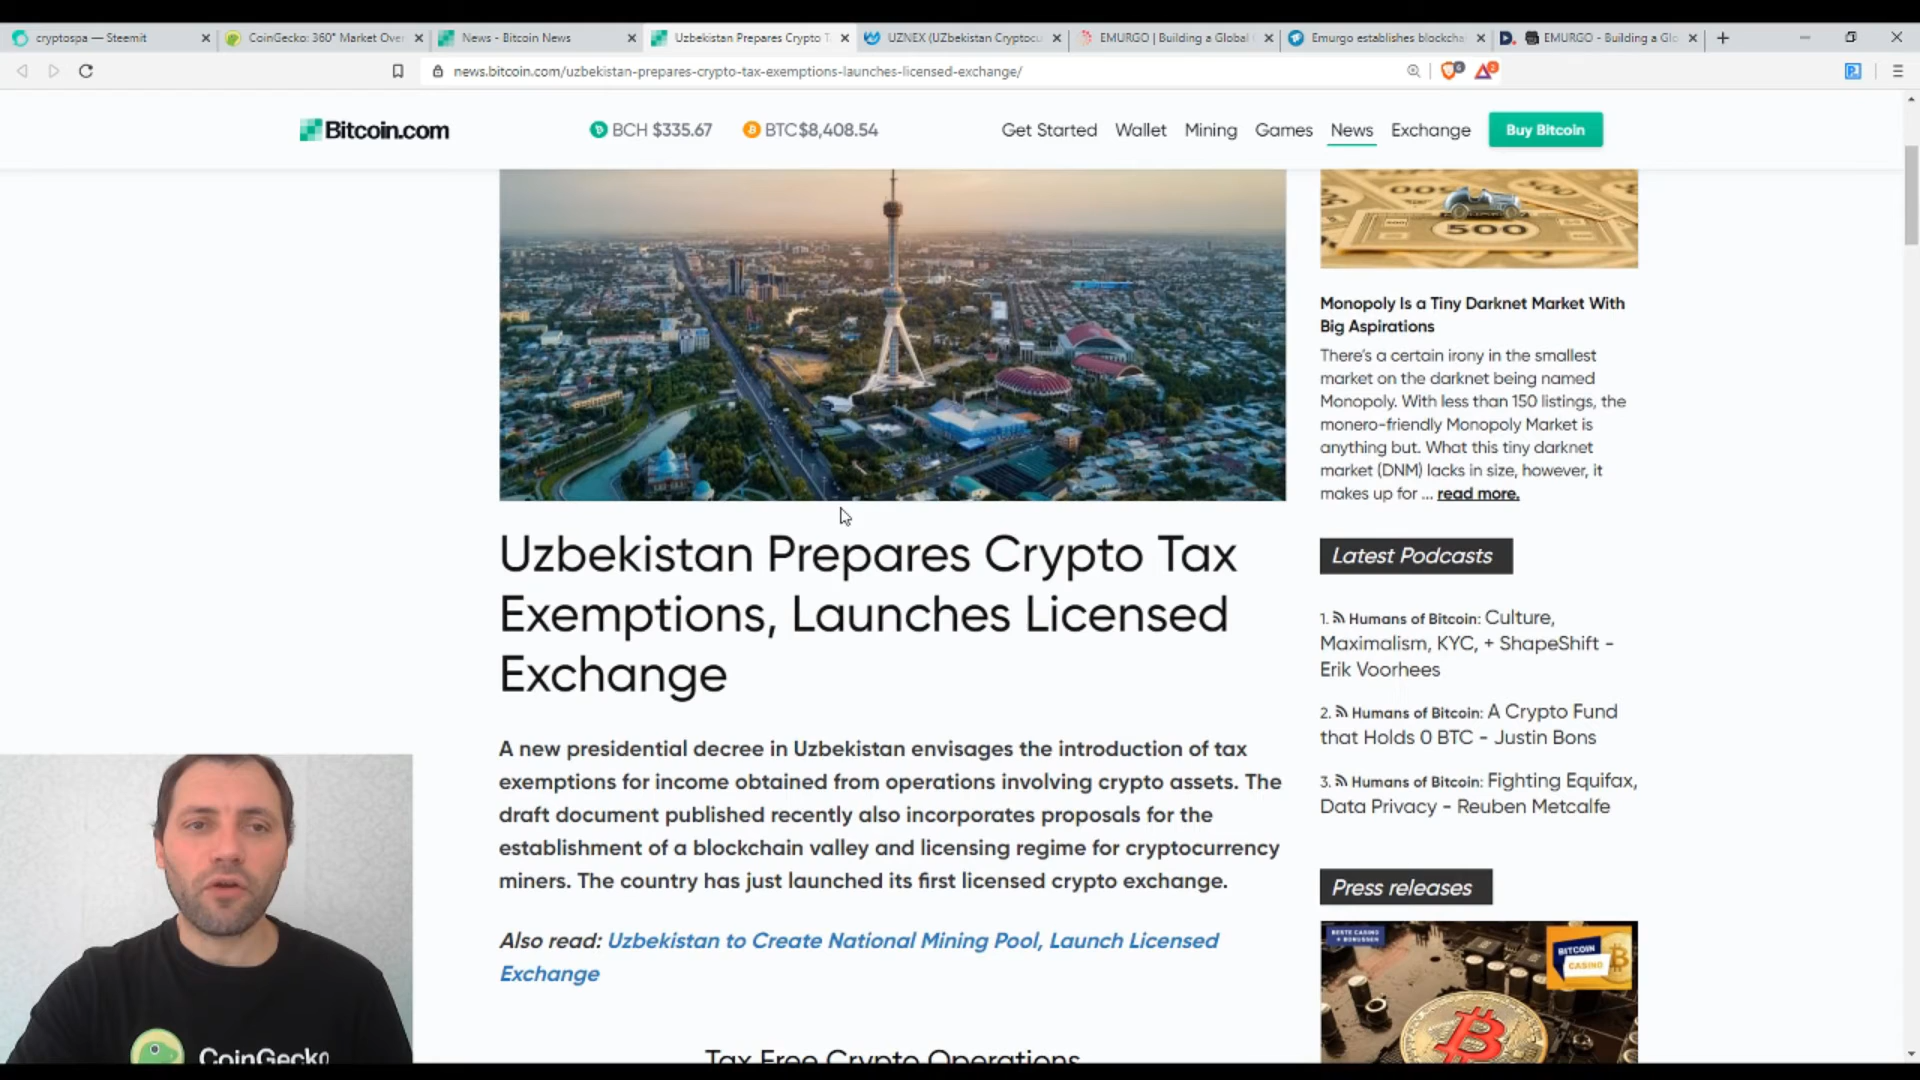 cryptospa — Steemit
CoinGecko: 360° Market Over
News - Bitcoin News
Uzbekistan Prepares Crypto T
UZNEX (UZbekistan Cryptocu
EMURGO | Building a Global
Emurgo establishes blockcha
EMURGO - Building a Glo
news.bitcoin.com/uzbekistan-prepares-crypto-tax-exemptions-launches-licensed-exchange/
Bitcoin.com
BCH $335.67
BTC$8,408.54
Get Started
Wallet
Mining
Games
News
Exchange
Buy Bitcoin
500
Monopoly Is a Tiny Darknet Market With
Big Aspirations
There's a certain irony in the smallest
market on the darknet being named
Monopoly. With less than 150 listings, the
monero-friendly Monopoly Market is
anything but. What this tiny darknet
market (DNM) lacks in size, however, it
makes up for ... read more.
Uzbekistan Prepares Crypto Tax
Exemptions, Launches Licensed
Exchange
A new presidential decree in Uzbekistan envisages the introduction of tax
exemptions for income obtained from operations involving crypto assets. The
draft document published recently also incorporates proposals for the
establishment of a blockchain valley and licensing regime for cryptocurrency
miners. The country has just launched its first licensed crypto exchange.
Also read: Uzbekistan to Create National Mining Pool, Launch Licensed
Exchange
Tax Free Crypto Operations
Latest Podcasts
1. Humans of Bitcoin: Culture,
Maximalism, KYC, + ShapeShift -
Erik Voorhees
2. Humans of Bitcoin: A Crypto Fund
that Holds 0 BTC - Justin Bons
3. Humans of Bitcoin: Fighting Equifax,
Data Privacy - Reuben Metcalfe
Press releases
BESTE CASINO
+ BONUSSEN
BITCOIN
CASINO
CoinGecko